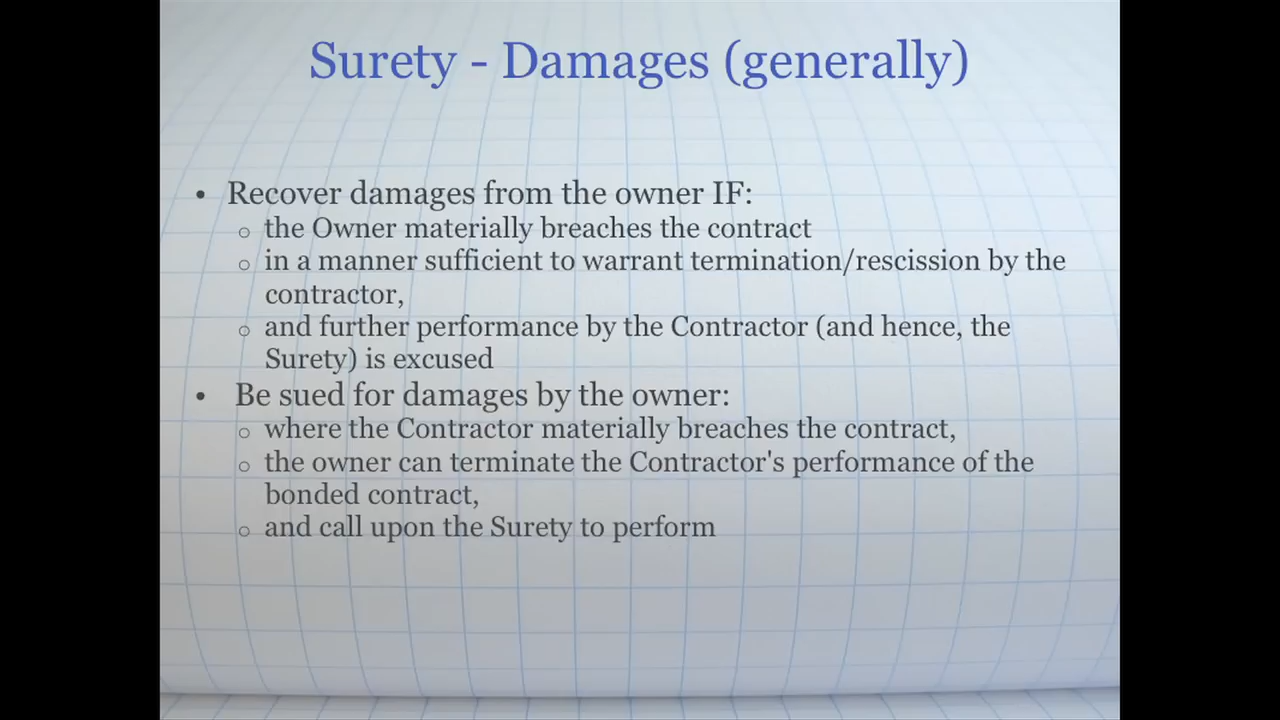 Surety - Damages (generally)
• Recover damages from the owner IF:
o the Owner materially breaches the contract
o in a manner sufficient to warrant termination/rescission by the
contractor,
o and further performance by the Contractor (and hence, the
Surety) is excused
• Be sued for damages by the owner:
o where the Contractor materially breaches the contract,
o the owner can terminate the Contractor's performance of the
bonded contract,
o and call upon the Surety to perform